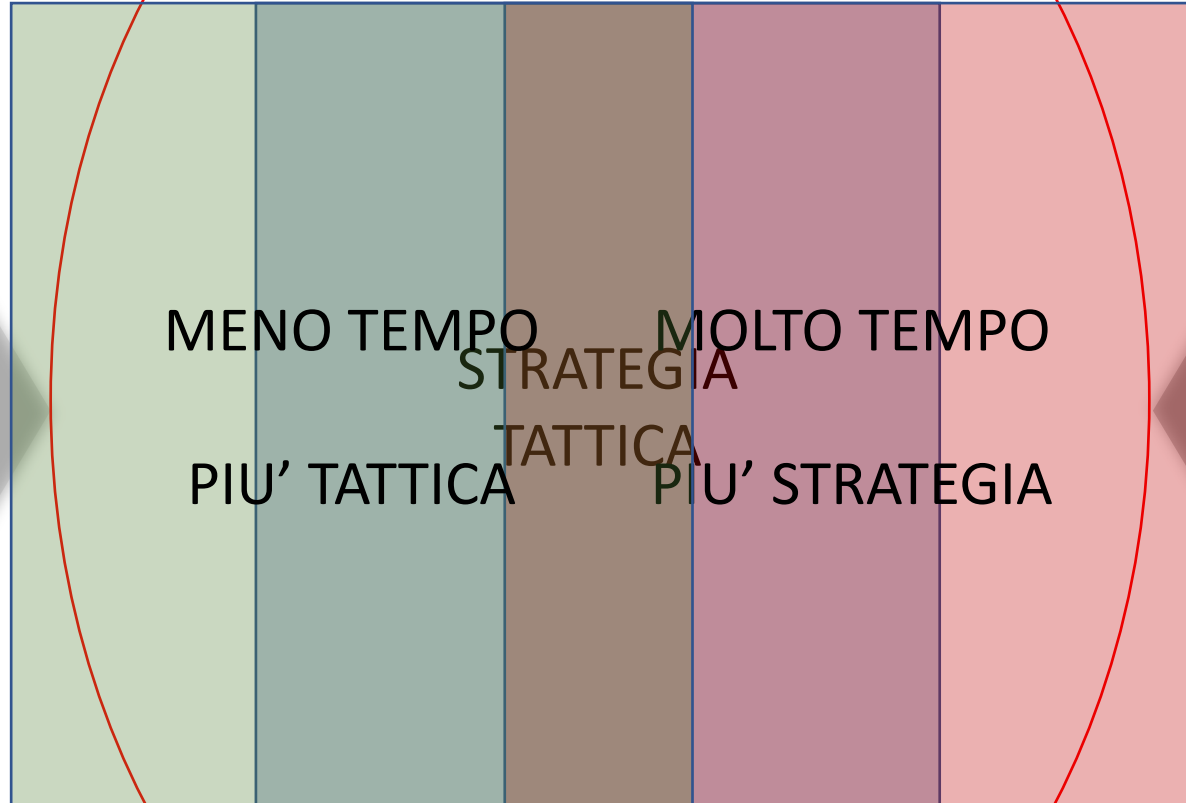 MENO TEMPO
MOLTO TEMPO
STRATEGIA
TATTICA
PIU’ TATTICA
PIU’ STRATEGIA